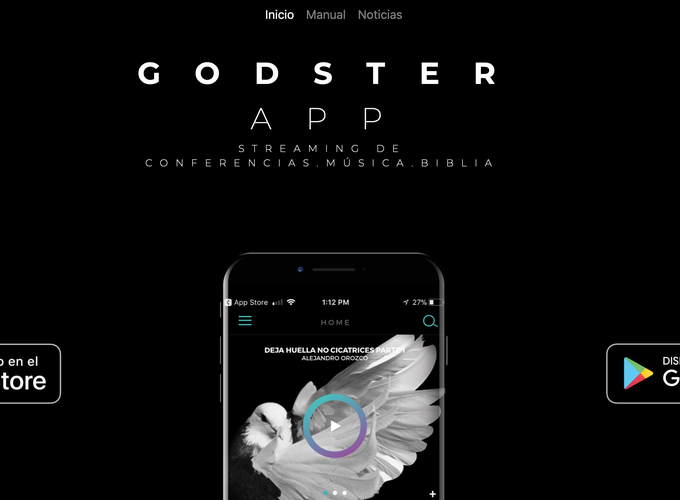 Inicio Manual Noticias
GODSTER
APP
STREAMING DE
CONFERENCIAS.MÚSICA.BIBLIA
App Store 1:12 PM 27%
HOME
DEJA HUELLA NO CICATRICES PARTE 1
ALEJANDRO OROZCO
en el
tore
DIS
G
+